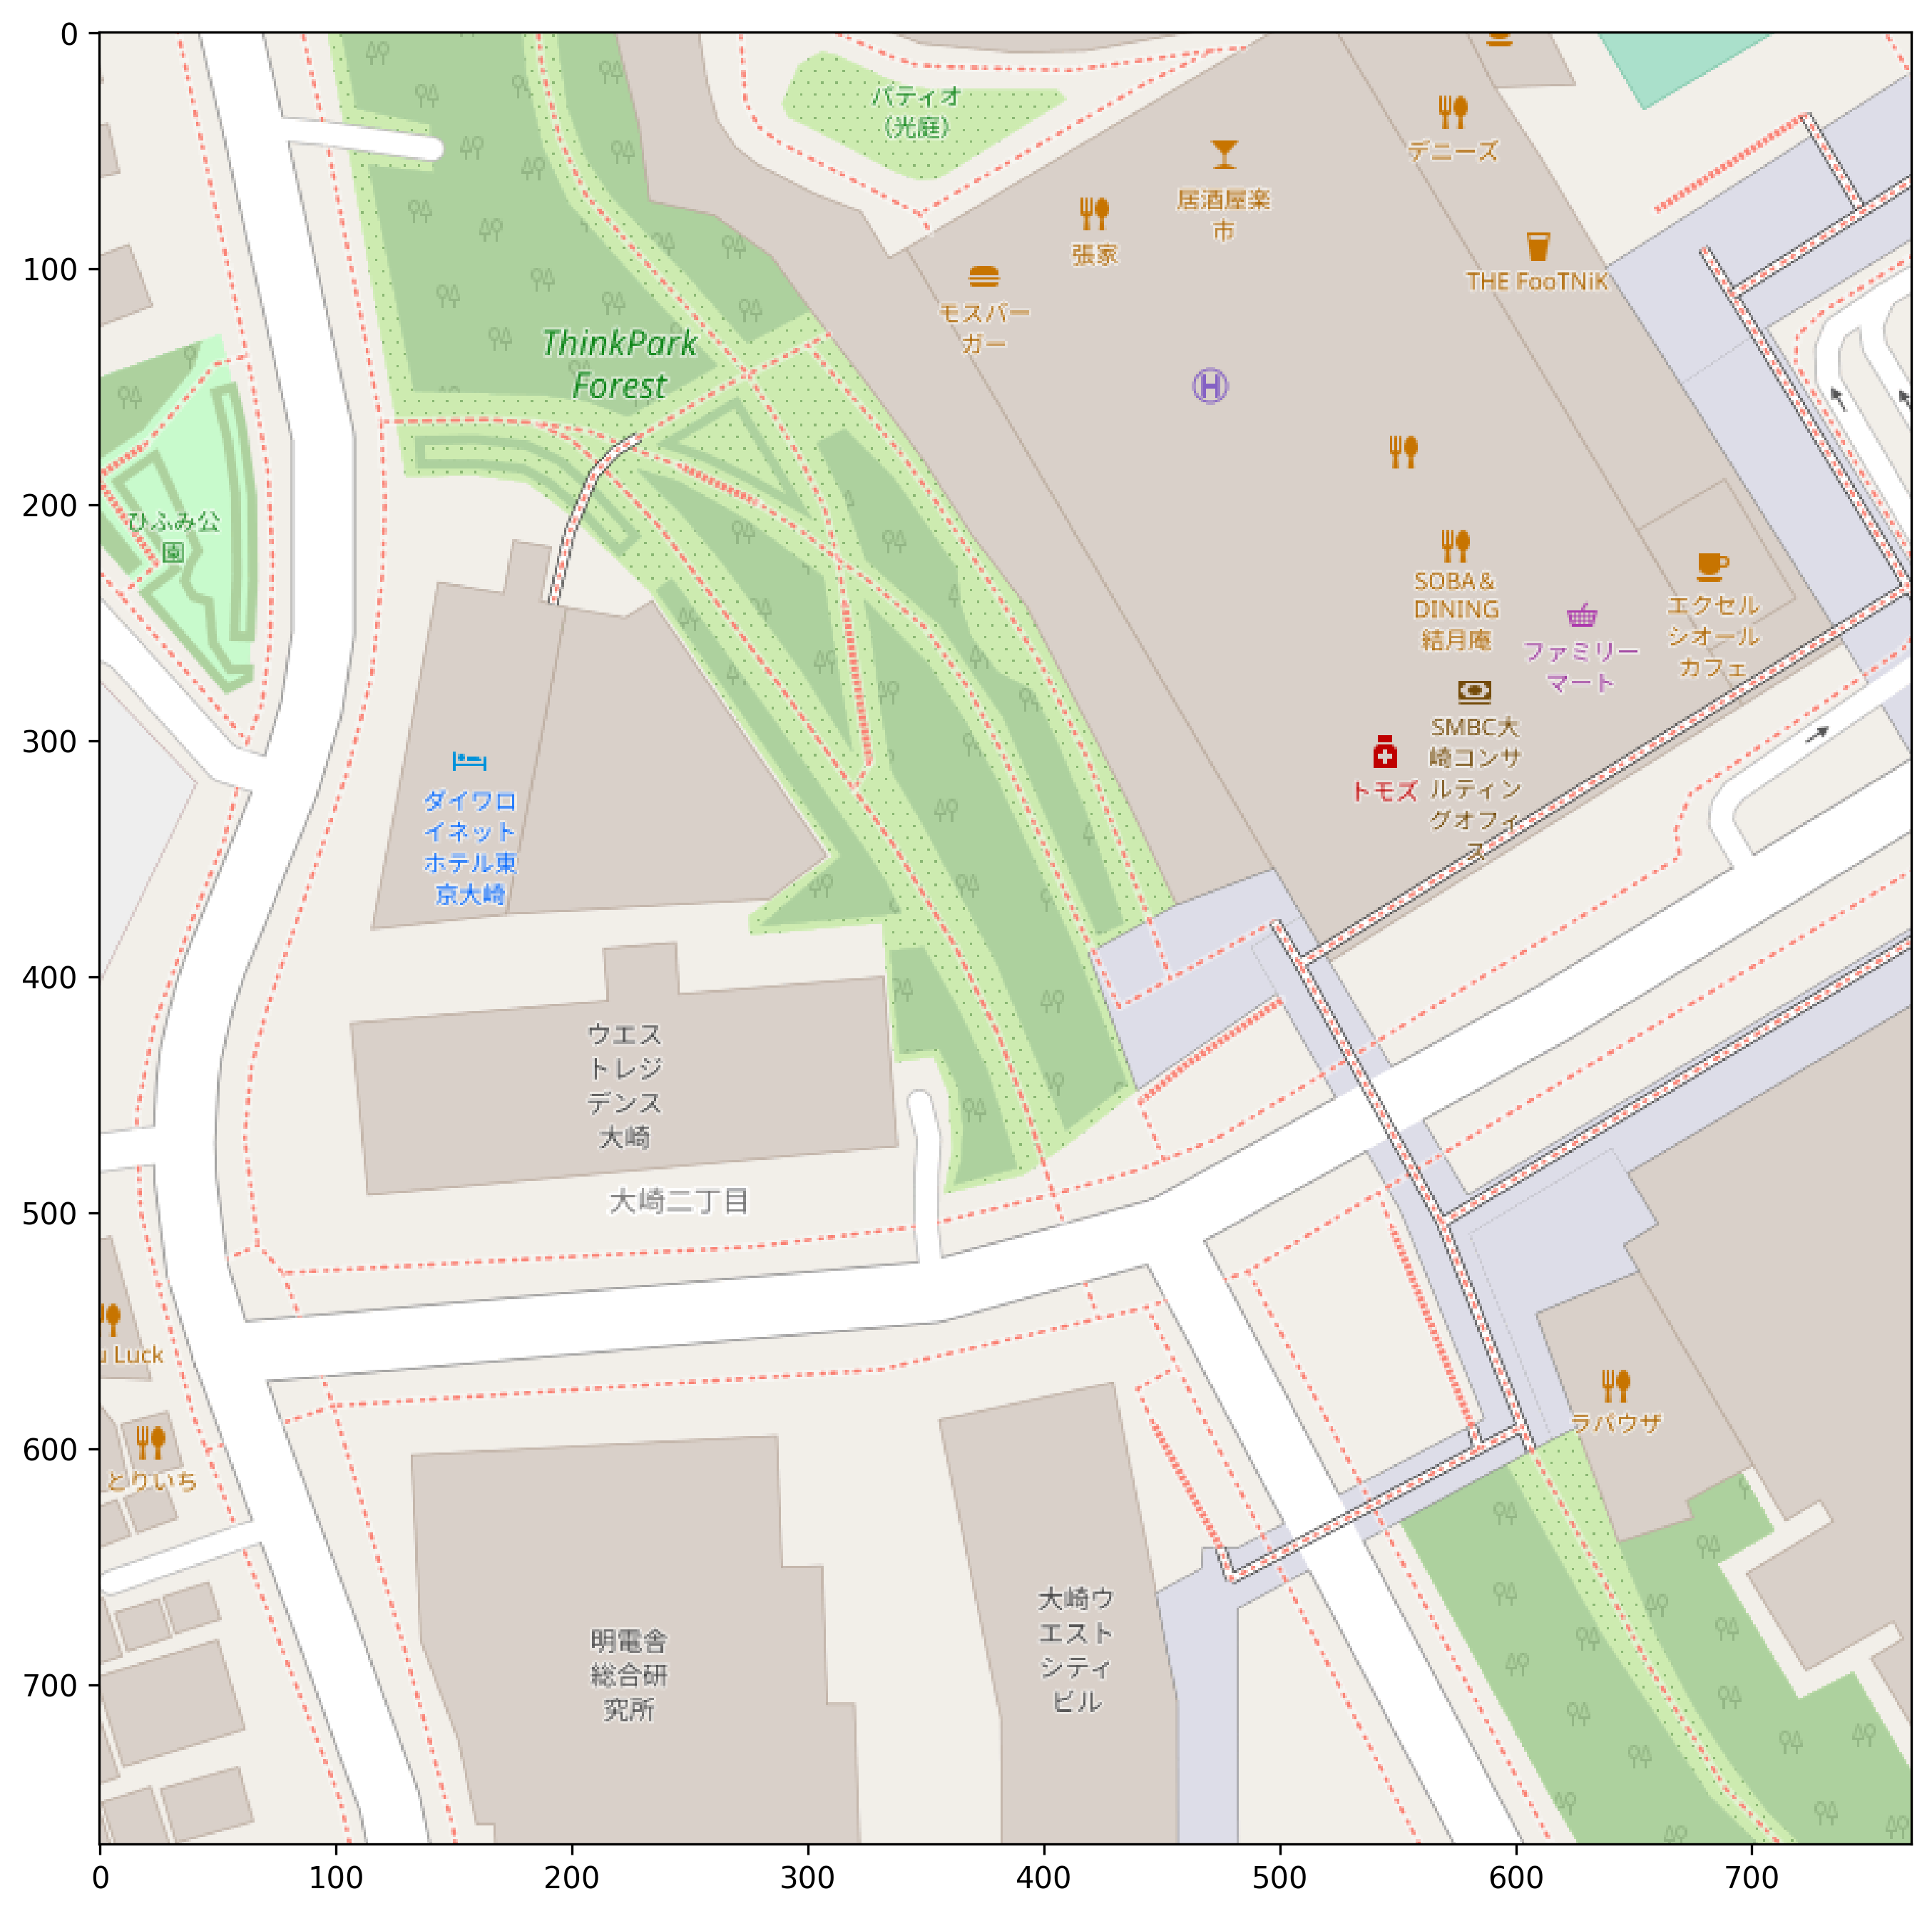 0
100
200
300
400
500
600
700
0
100
200
300
400
500
600
700
パティオ
(光庭)
デニーズ
居酒屋楽
市
張家
THE FooTNiK
モスバー
ガー
ThinkPark
Forest
H
ひふみ公
園
SOBA&
DINING
結月庵
ファミリー
マート
エクセル
シオール
カフェ
SMBC大
崎コンサ
ルティン
グオフィ
ス
トモズ
ダイワロ
イネット
ホテル東
京大崎
ウエス
トレジ
デンス
大崎
大崎二丁目
u Luck
とりいち
ラパウザ
大崎ウ
エスト
シティ
ビル
明電舎
総合研
究所